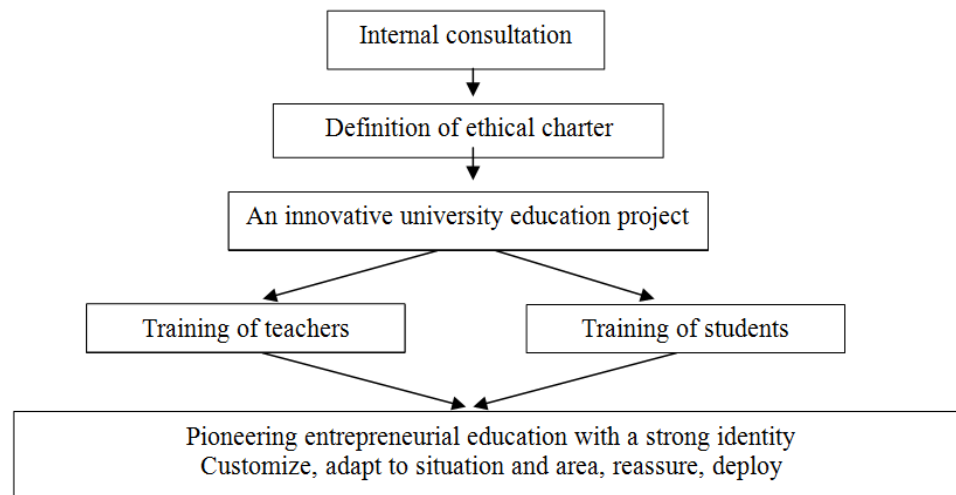 Internal consultation
Definition of ethical charter
An innovative university education project
Training of teachers
Training of students
Pioneering entrepreneurial education with a strong identity
Customize, adapt to situation and area, reassure, deploy